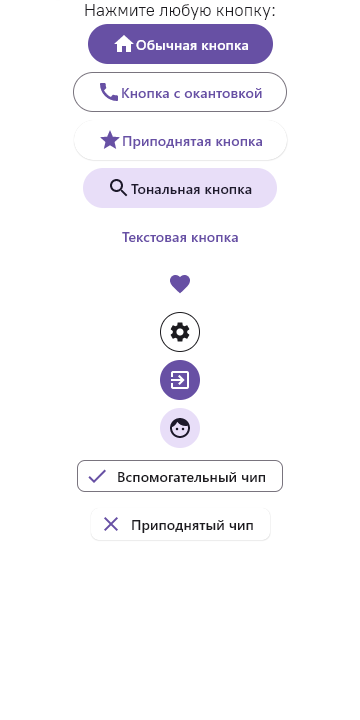 Нажмите любую кнопку:
Обычная кнопка
Кнопка с окантовкой
Приподнятая кнопка
Тональная кнопка
Текстовая кнопка
Вспомогательный чип
Приподнятый чип